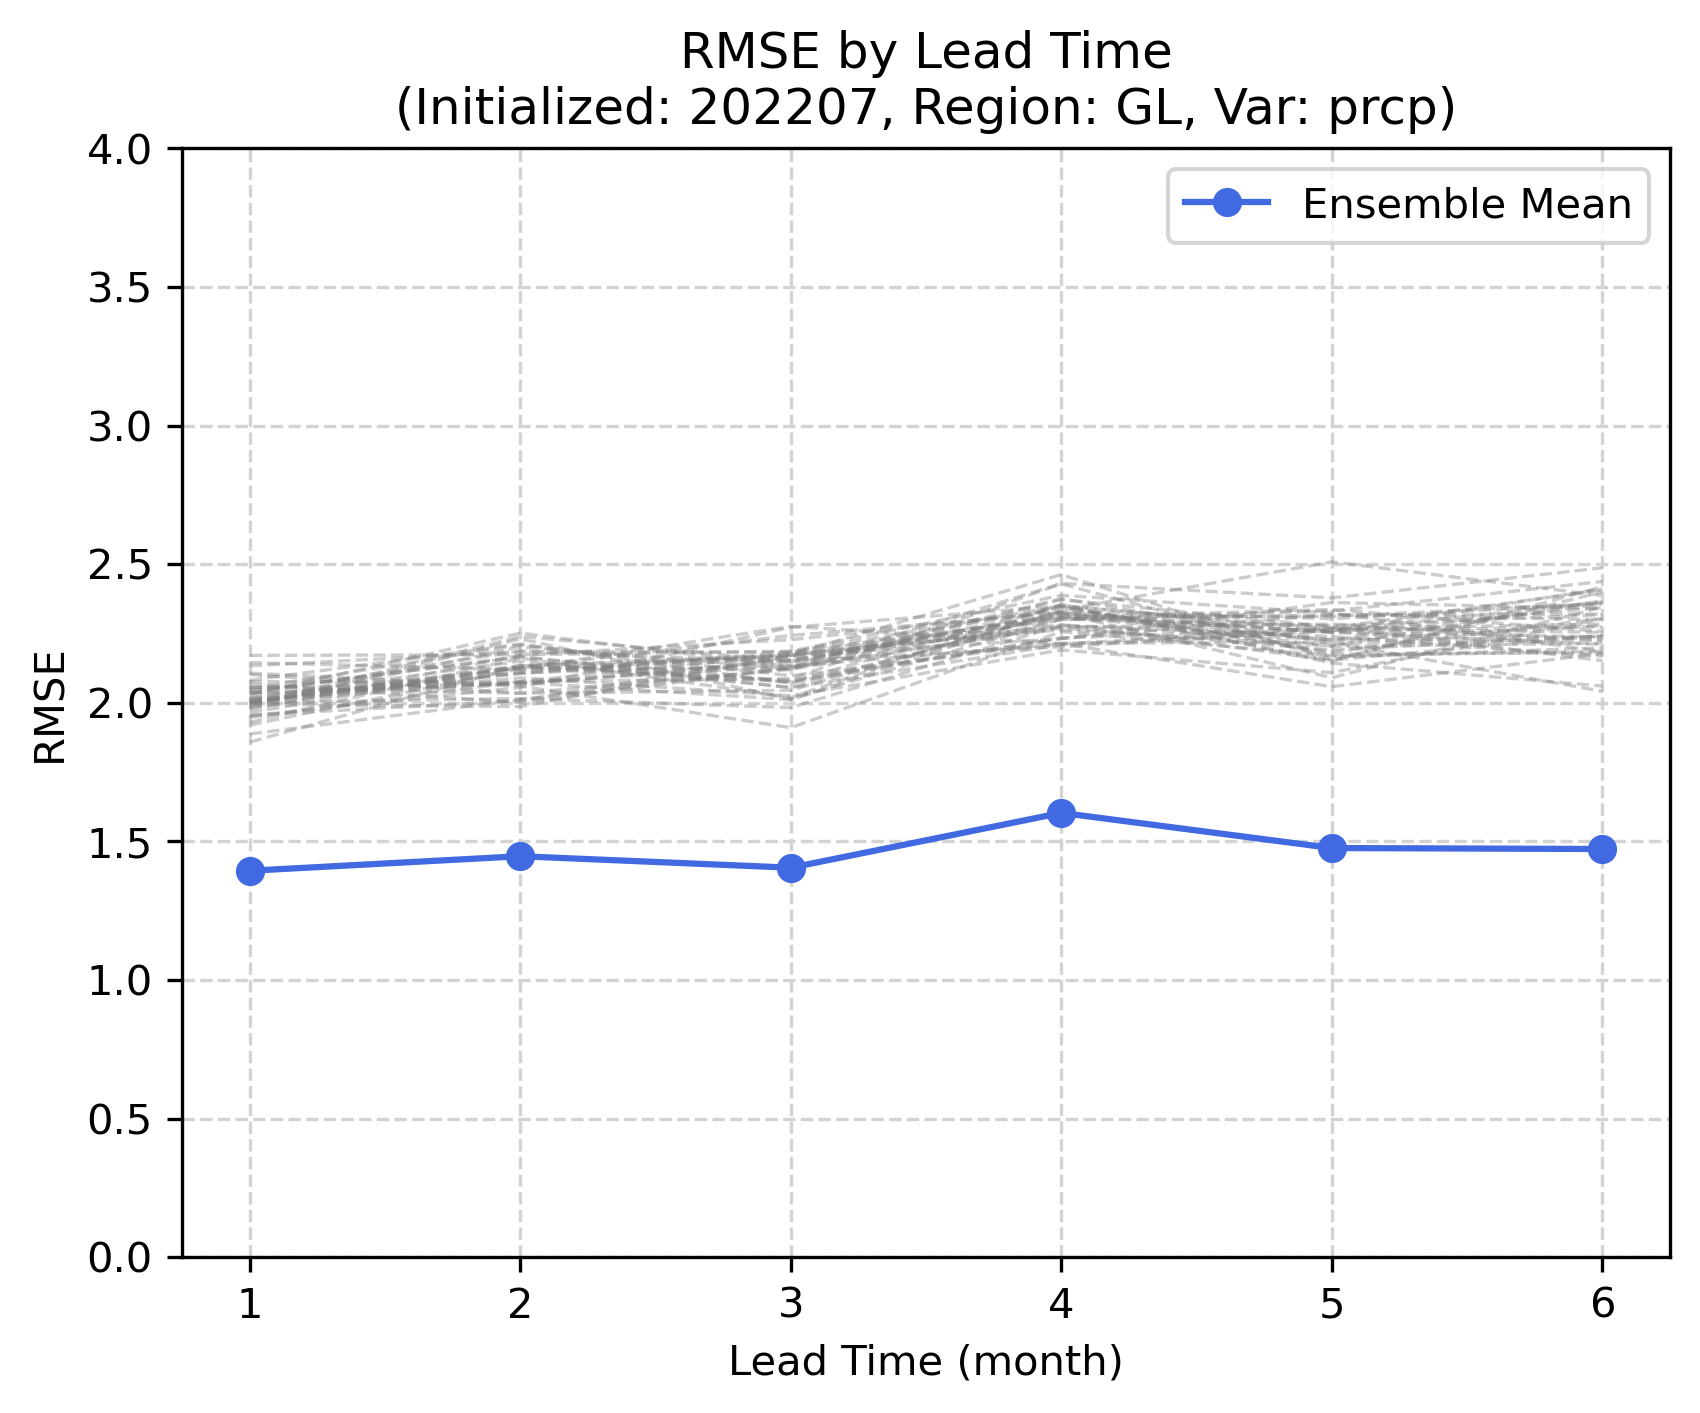 RMSE by Lead Time
(Initialized: 202207, Region: GL, Var: prcp)
Ensemble Mean
4.0
3.5
3.0
2.5
2.0
1.5
1.0
0.5
0.0
RMSE
1 2 3 4 5 6
Lead Time (month)